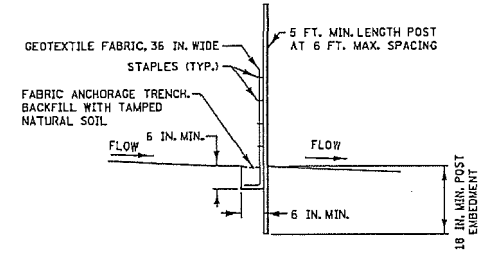 5 FT. MIN. LENGTH POST
AT 6 FT. MAX. SPACING
GEOTEXTILE FABRIC, 36 IN. WIDE
STAPLES (TYP.)
FABRIC ANCHORAGE TRENCH.
BACKFILL WITH TAMPED
NATURAL SOIL
6 IN. MIN.
FLOW
FLOW
6 IN. MIN.
18 IN. MIN. POST
EMBEDMENT